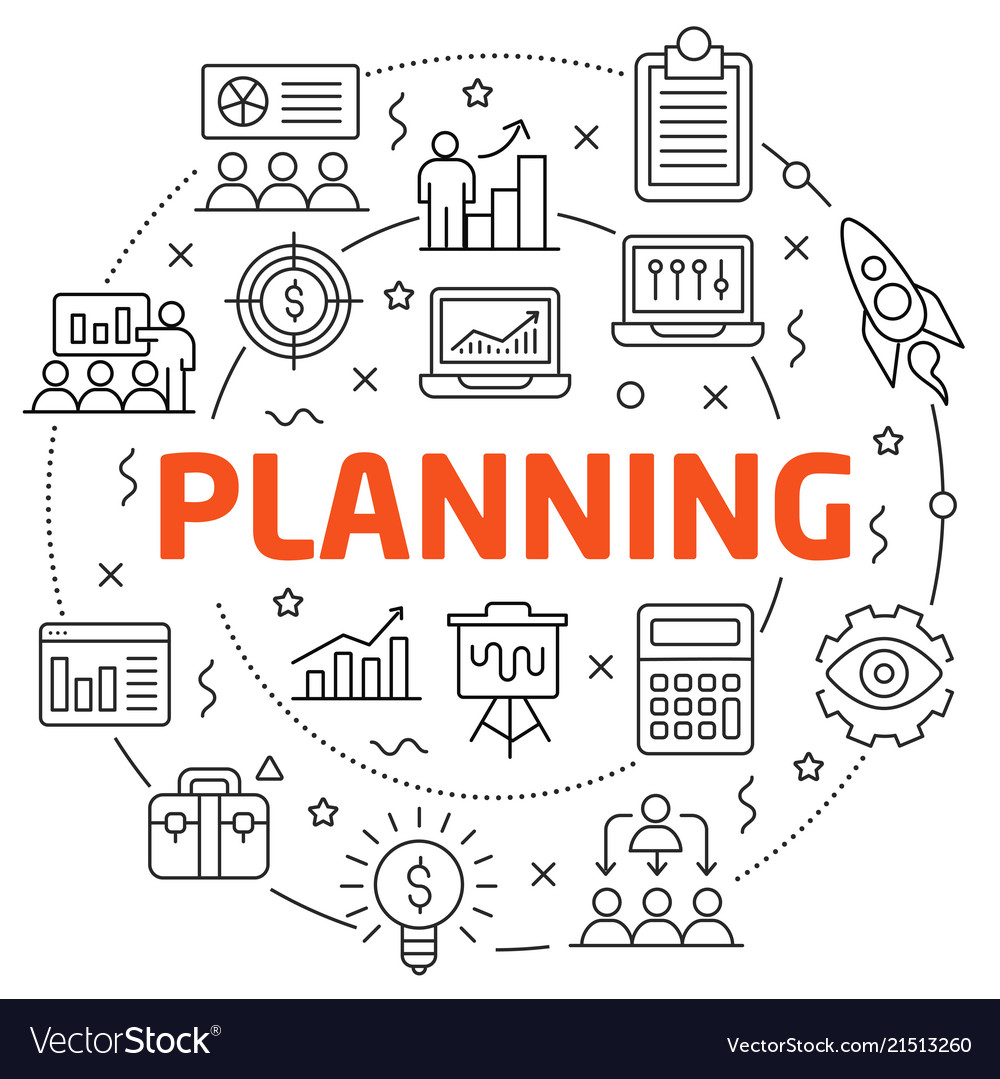 $
PLANNING
$
VectorStock®
VectorStock.com/21513260